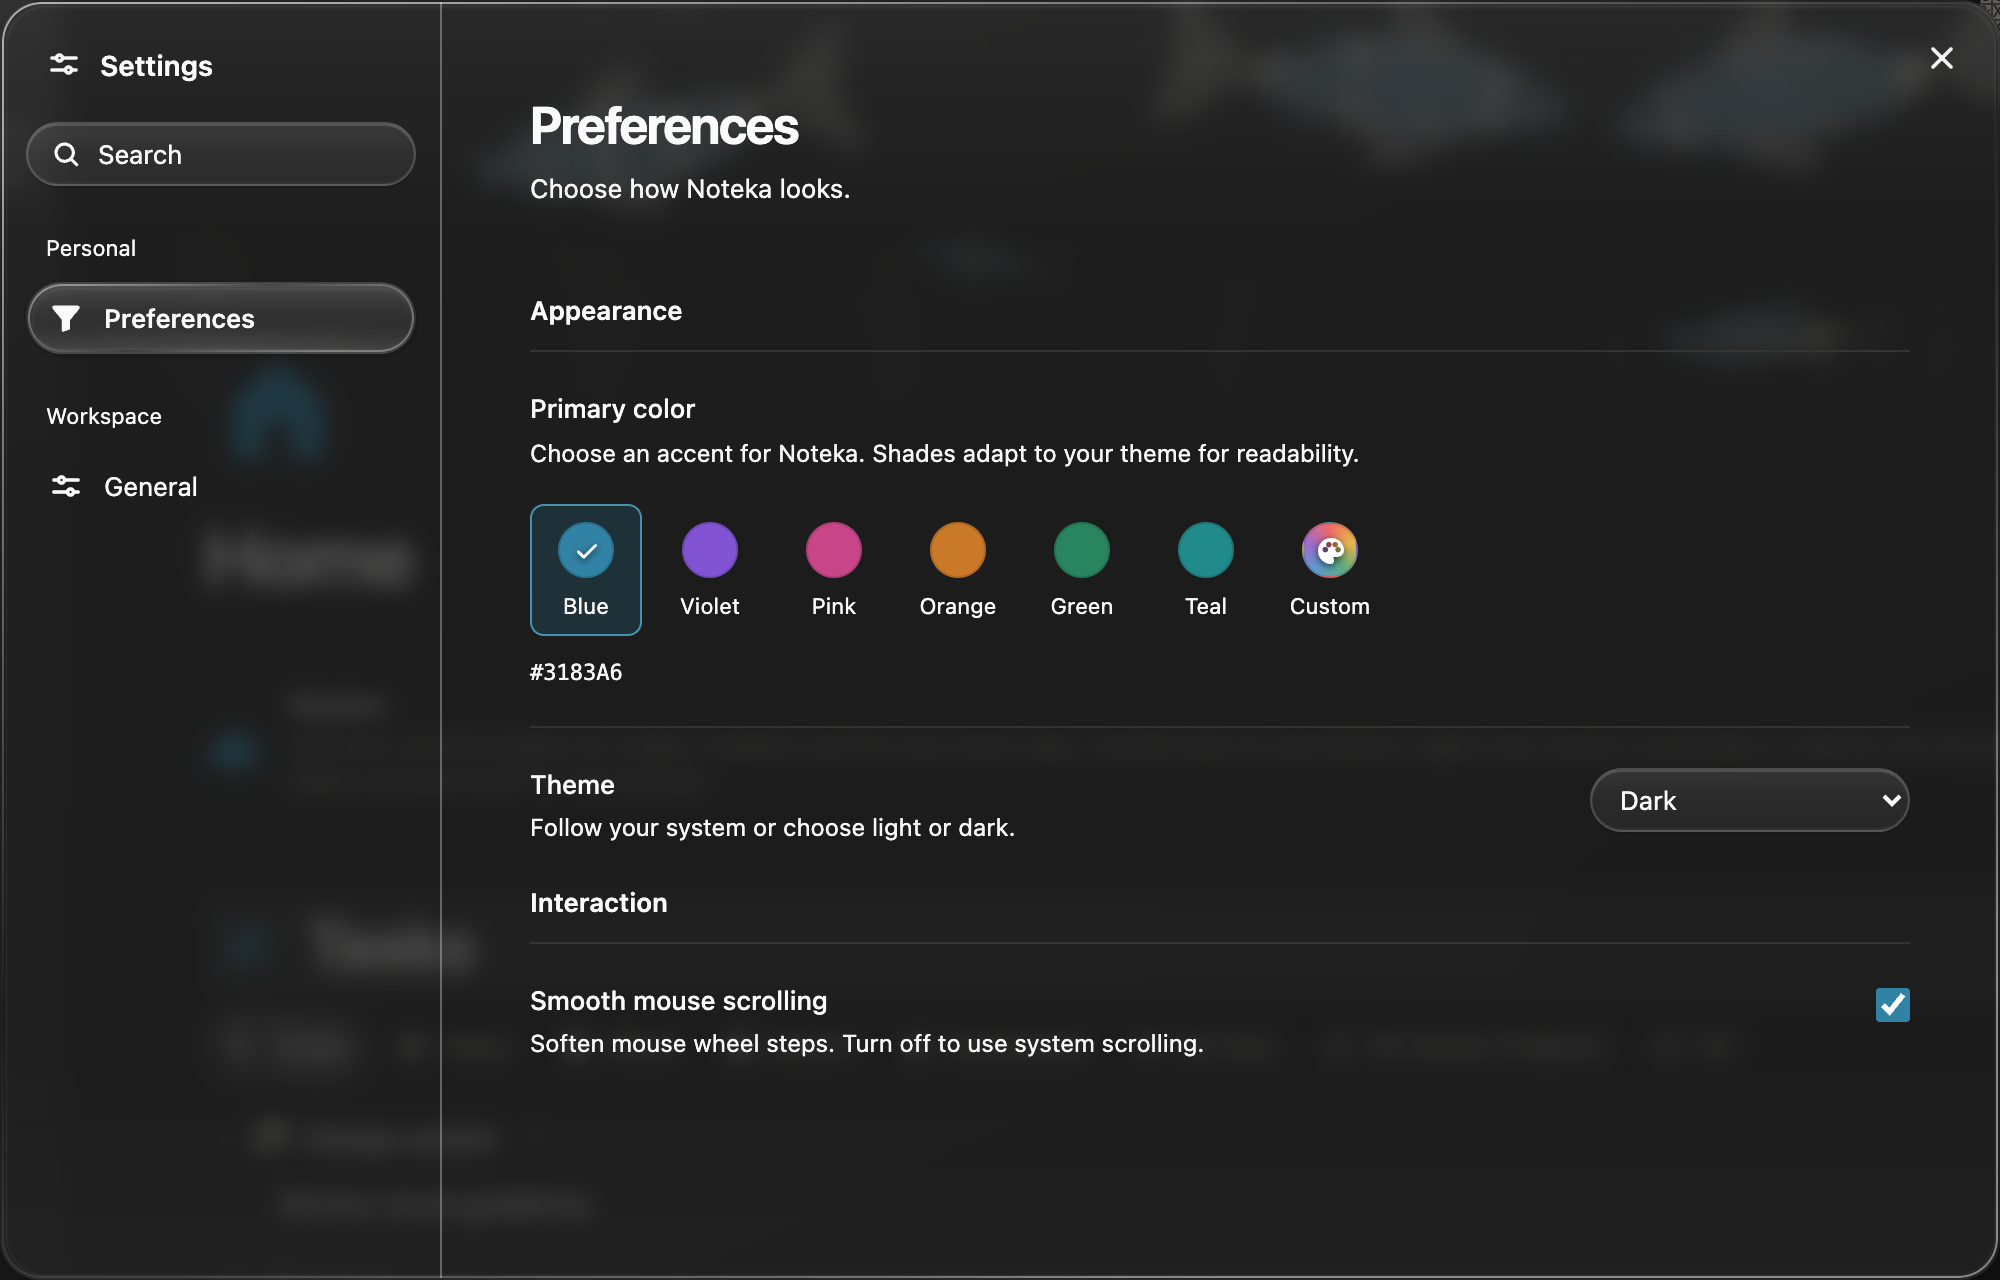 Settings
Search
Personal
Preferences
Workspace
General
Home
Tasks
Preferences
Choose how Noteka looks.
Appearance
Primary color
Choose an accent for Noteka. Shades adapt to your theme for readability.
Blue
Violet
Pink
Orange
Green
Teal
Custom
#3183A6
Theme
Follow your system or choose light or dark.
Dark
Interaction
Smooth mouse scrolling
Soften mouse wheel steps. Turn off to use system scrolling.